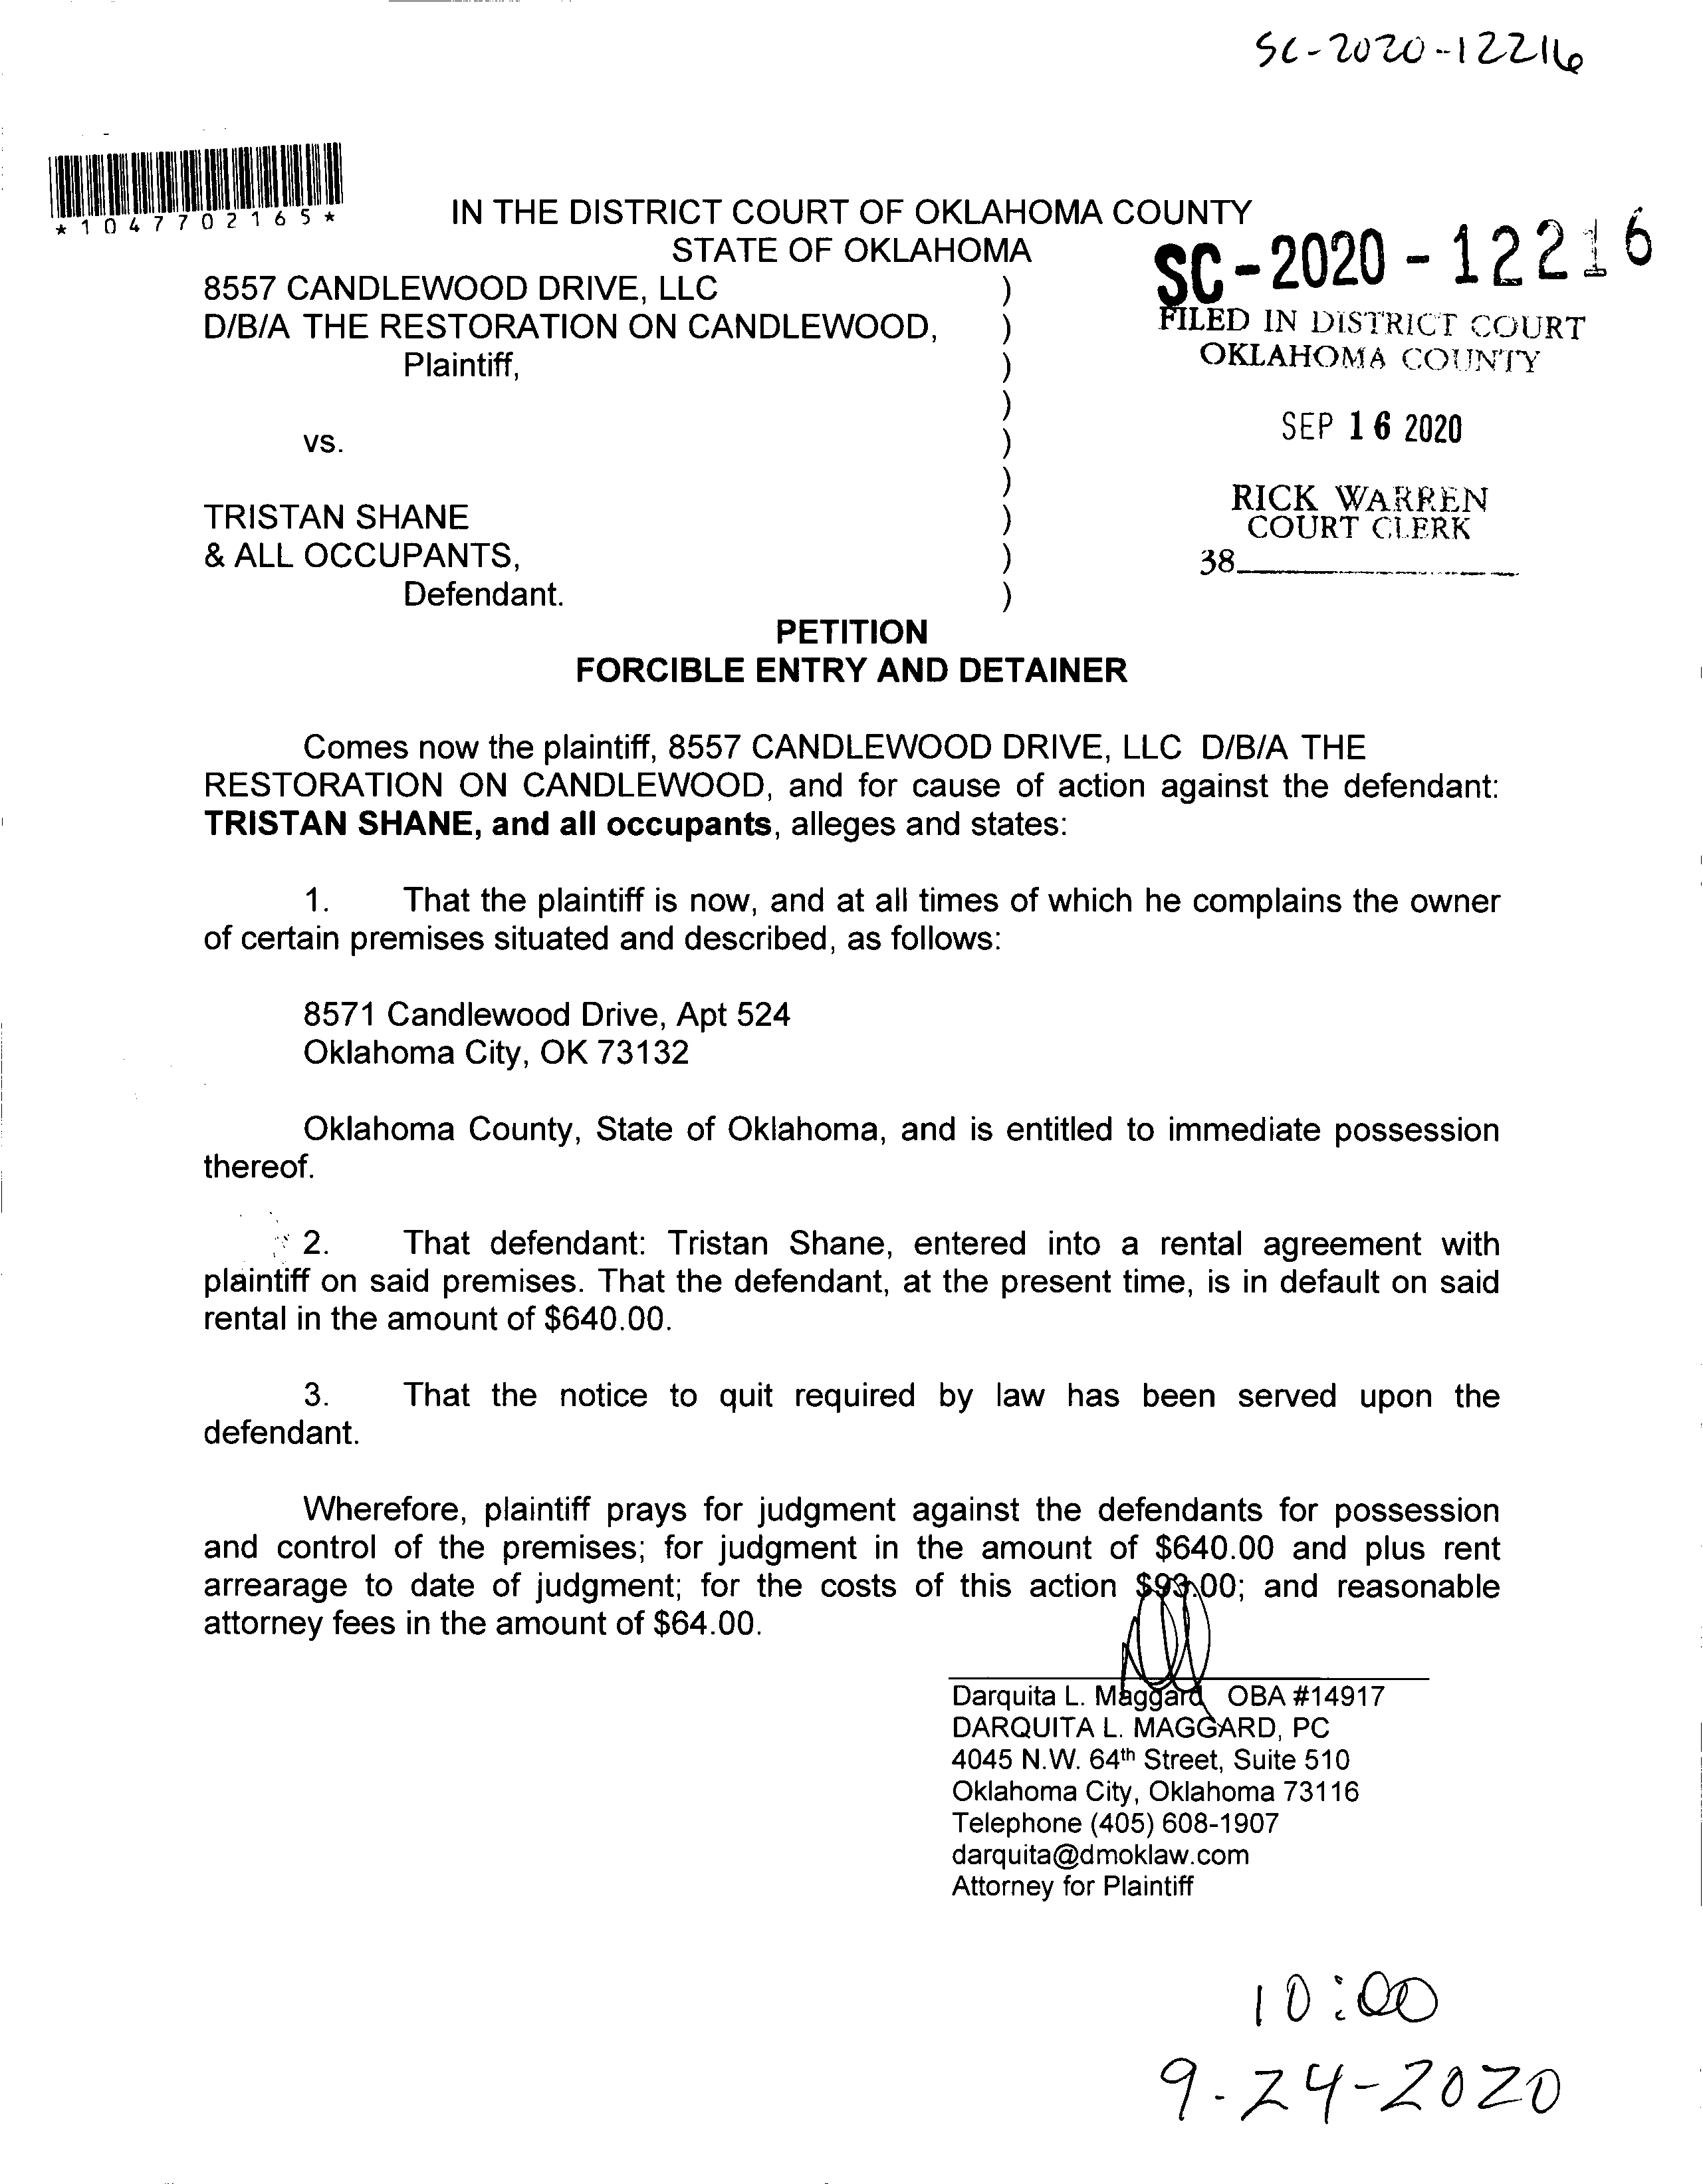 SC-2020-12216
*1047702165*
IN THE DISTRICT COURT OF OKLAHOMA COUNTY
STATE OF OKLAHOMA
SC-2020-12216
8557 CANDLEWOOD DRIVE, LLC )
D/B/A THE RESTORATION ON CANDLEWOOD, )
FILED IN DISTRICT COURT
OKLAHOMA COUNTY
Plaintiff, )
)
SEP 16 2020
vs. )
)
RICK WARREN
COURT CLERK
TRISTAN SHANE )
& ALL OCCUPANTS, )
38
Defendant. )
PETITION
FORCIBLE ENTRY AND DETAINER
Comes now the plaintiff, 8557 CANDLEWOOD DRIVE, LLC D/B/A THE
RESTORATION ON CANDLEWOOD, and for cause of action against the defendant:
TRISTAN SHANE, and all occupants, alleges and states:
1. That the plaintiff is now, and at all times of which he complains the owner
of certain premises situated and described, as follows:
8571 Candlewood Drive, Apt 524
Oklahoma City, OK 73132
Oklahoma County, State of Oklahoma, and is entitled to immediate possession
thereof.
2. That defendant: Tristan Shane, entered into a rental agreement with
plaintiff on said premises. That the defendant, at the present time, is in default on said
rental in the amount of $640.00.
3. That the notice to quit required by law has been served upon the
defendant.
Wherefore, plaintiff prays for judgment against the defendants for possession
and control of the premises; for judgment in the amount of $640.00 and plus rent
arrearage to date of judgment; for the costs of this action $93.00; and reasonable
attorney fees in the amount of $64.00.
Darquita L. Maggard OBA #14917
DARQUITA L. MAGGARD, PC
4045 N.W. 64th Street, Suite 510
Oklahoma City, Oklahoma 73116
Telephone (405) 608-1907
darquita@dmoklaw.com
Attorney for Plaintiff
10:00
9-24-2020